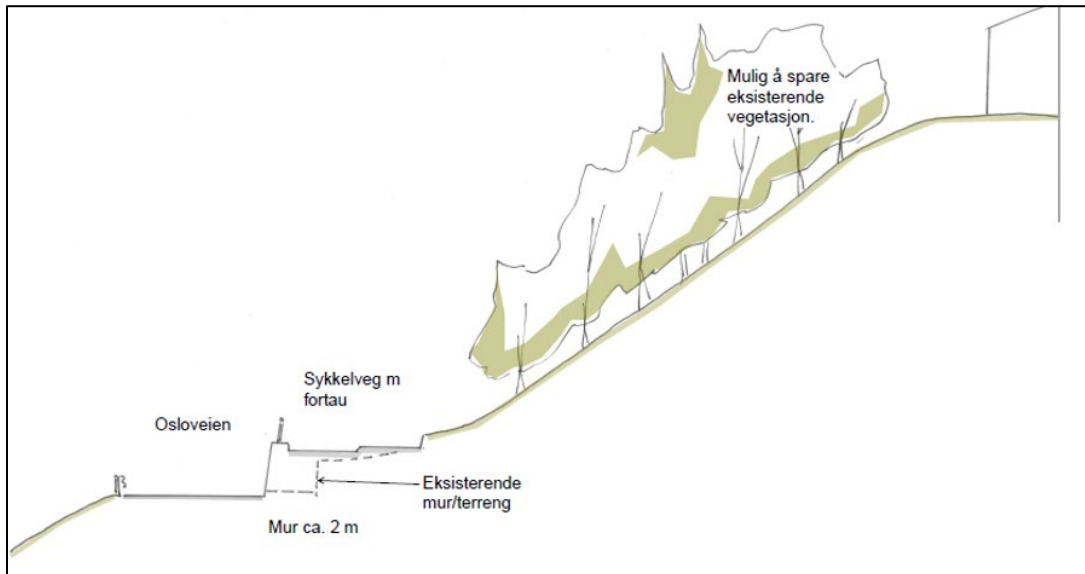 Mulig å spare
eksisterende
vegetasjon.
Sykkelveg m
fortau
Osloveien
Eksisterende
mur/terreng
Mur ca. 2 m